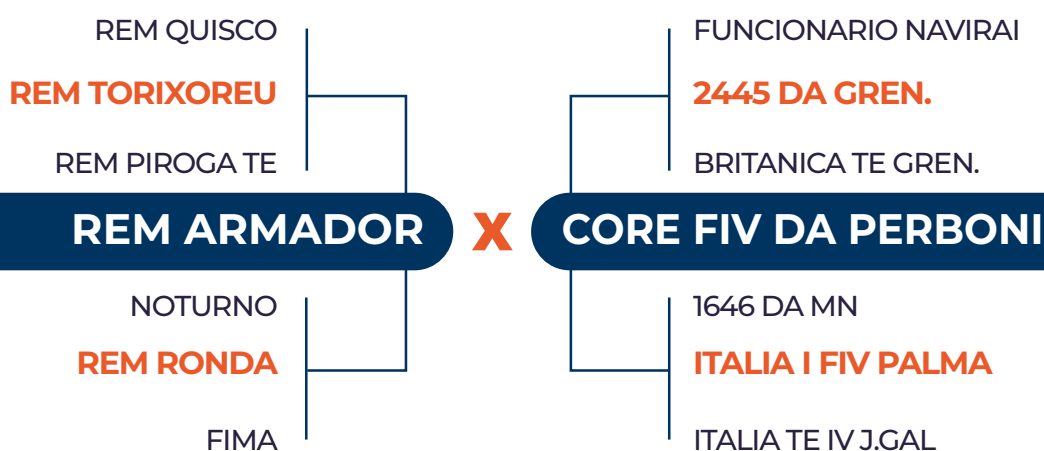 REM QUISCO
FUNCIONARIO NAVIRAI
REM TORIXOREU
2445 DA GREN.
REM PIROGA TE
BRITANICA TE GREN.
REM ARMADOR X CORE FIV DA PERBONI
NOTURNO
1646 DA MN
REM RONDA
ITALIA I FIV PALMA
FIMA
ITALIA TE IV J.GAL